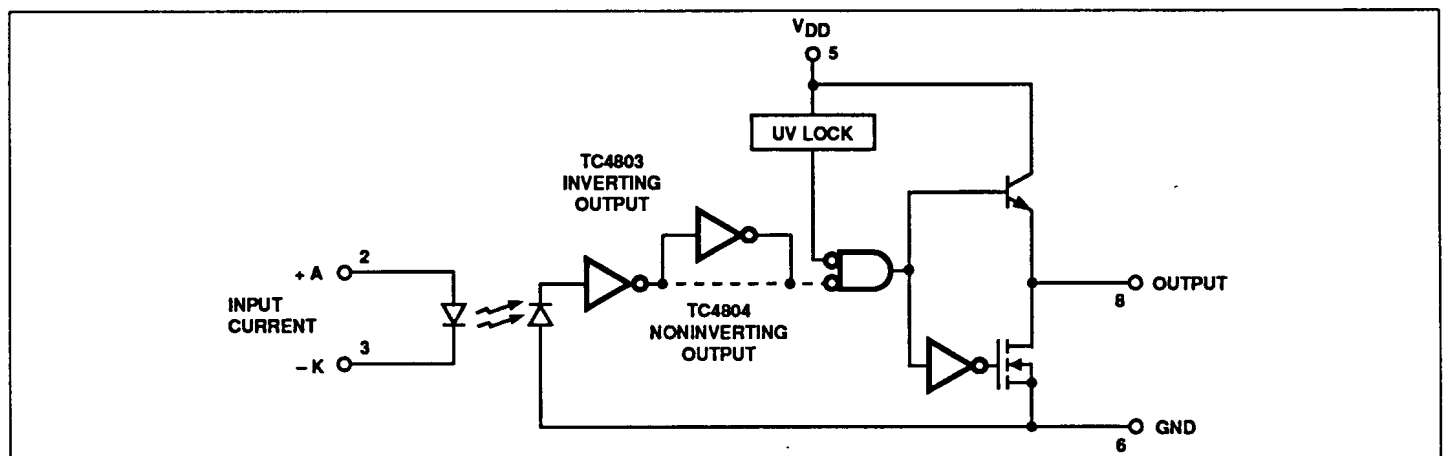 VDD
5
UV LOCK
TC4803
INVERTING
OUTPUT
+ A
2
INPUT
CURRENT
– K
3
TC4804
NONINVERTING
OUTPUT
OUTPUT
8
GND
6